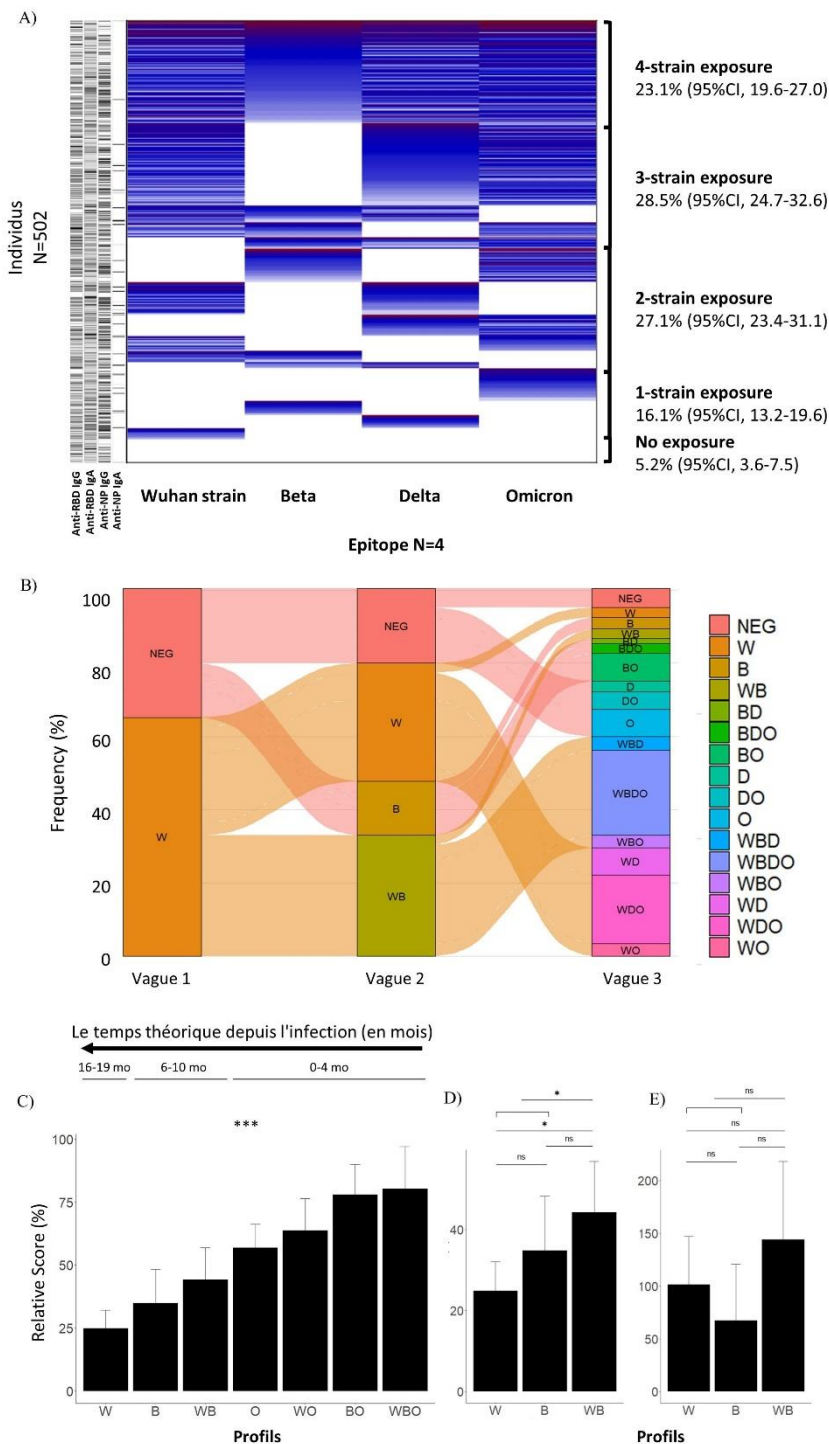 A)
Individus
N=502
4-strain exposure
23.1% (95%CI, 19.6-27.0)
3-strain exposure
28.5% (95%CI, 24.7-32.6)
2-strain exposure
27.1% (95%CI, 23.4-31.1)
1-strain exposure
16.1% (95%CI, 13.2-19.6)
No exposure
5.2% (95%CI, 3.6-7.5)
Anti-RBD IgG
Anti-RBD IgA
Anti-NP IgG
Anti-NP IgA
Wuhan strain Beta Delta Omicron
Epitope N=4
B)
Frequency (%)
100
80
60
40
20
0
NEG
W
NEG
W
B
WB
NEG
W
B
WB
BD
BDO
BO
D
DO
O
WBD
WBDO
WBO
WD
WDO
WO
Vague 1 Vague 2 Vague 3
NEG
W
B
WB
BD
BDO
BO
D
DO
O
WBD
WBDO
WBO
WD
WDO
WO
Le temps théorique depuis l'infection (en mois)
16-19 mo 6-10 mo 0-4 mo
C)
***
Relative Score (%)
100
75
50
25
0
W B WB O WO BO WBO
Profils
D)
*
*
ns ns
40
20
0
W B WB
E)
ns
ns
ns ns
200
150
100
50
0
W B WB
Profils